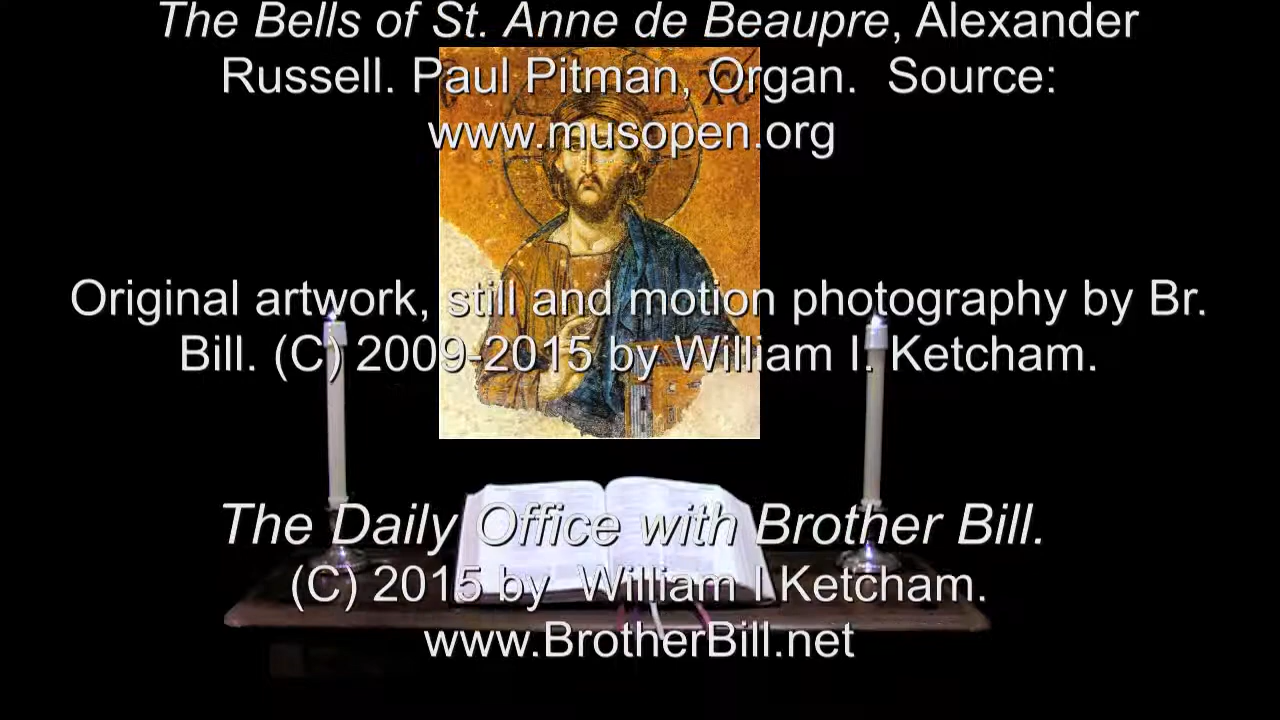 The Bells of St. Anne de Beaupre, Alexander
Russell. Paul Pitman, Organ.  Source:
www.musopen.org
Original artwork, still and motion photography by Br.
Bill. (C) 2009-2015 by William I. Ketcham.
The Daily Office with Brother Bill.
(C) 2015 by  William I Ketcham.
www.BrotherBill.net